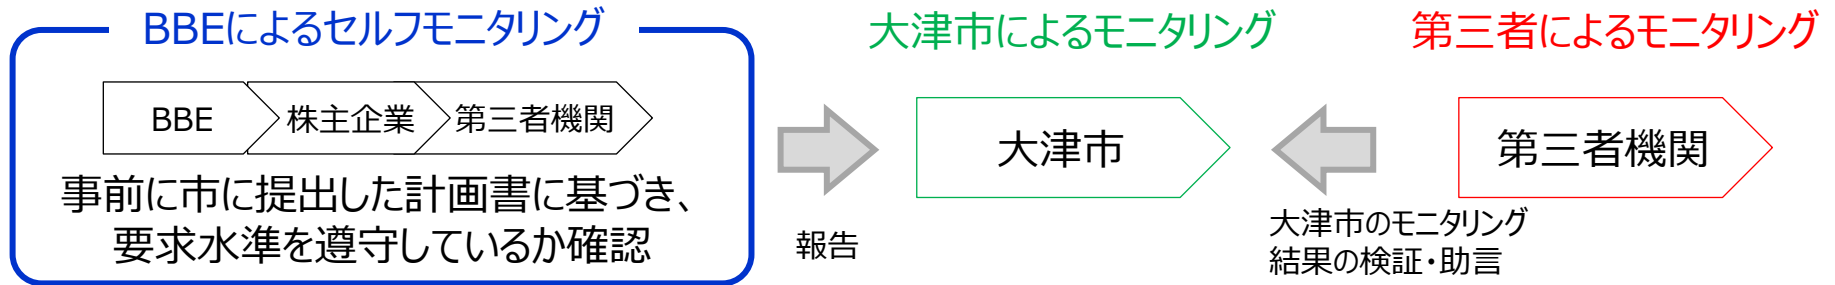 BBEによるセルフモニタリング
BBE
株主企業
第三者機関
事前に市に提出した計画書に基づき、
要求水準を遵守しているか確認
報告
大津市によるモニタリング
大津市
第三者によるモニタリング
第三者機関
大津市のモニタリング
結果の検証・助言